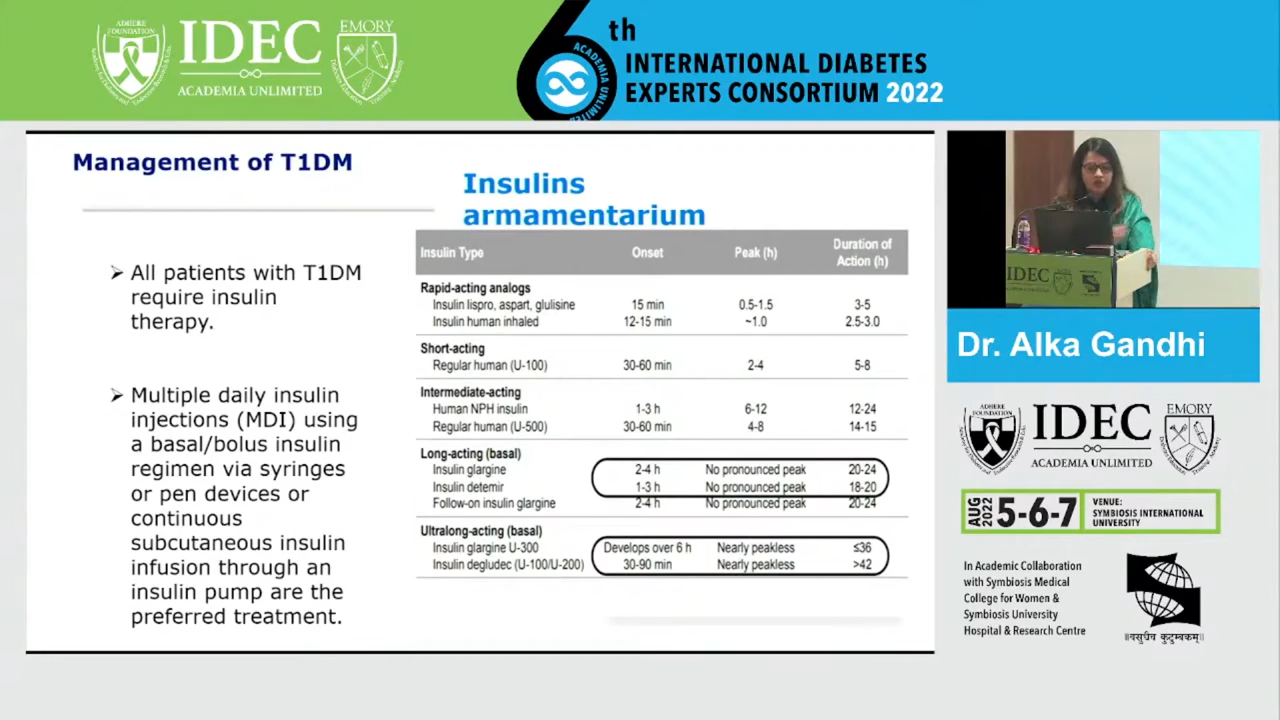 ADHERE
FOUNDATION
IDEC
ACADEMIA UNLIMITED
EMORY
ACADEMIA UNLIMITED
6th
INTERNATIONAL DIABETES
EXPERTS CONSORTIUM 2022
Management of T1DM
➢ All patients with T1DM
require insulin
therapy.
➢ Multiple daily insulin
injections (MDI) using
a basal/bolus insulin
regimen via syringes
or pen devices or
continuous
subcutaneous insulin
infusion through an
insulin pump are the
preferred treatment.
Insulins
armamentarium
Insulin Type Onset Peak (h) Duration of
Action (h)
Rapid-acting analogs
Insulin lispro, aspart, glulisine 15 min 0.5-1.5 3-5
Insulin human inhaled 12-15 min ~1.0 2.5-3.0
Short-acting
Regular human (U-100) 30-60 min 2-4 5-8
Intermediate-acting
Human NPH insulin 1-3 h 6-12 12-24
Regular human (U-500) 30-60 min 4-8 14-15
Long-acting (basal)
Insulin glargine 2-4 h No pronounced peak 20-24
Insulin detemir 1-3 h No pronounced peak 18-20
Follow-on insulin glargine 2-4 h No pronounced peak 20-24
Ultralong-acting (basal)
Insulin glargine U-300 Develops over 6 h Nearly peakless ≤36
Insulin degludec (U-100/U-200) 30-90 min Nearly peakless >42
IDEC
Dr. Alka Gandhi
ADHERE
FOUNDATION
IDEC
ACADEMIA UNLIMITED
EMORY
AUG 2022
5-6-7
VENUE:
SYMBIOSIS INTERNATIONAL
UNIVERSITY
In Academic Collaboration
with Symbiosis Medical
College for Women &
Symbiosis University
Hospital & Research Centre
॥वसुधैव कुटुम्बकम्॥